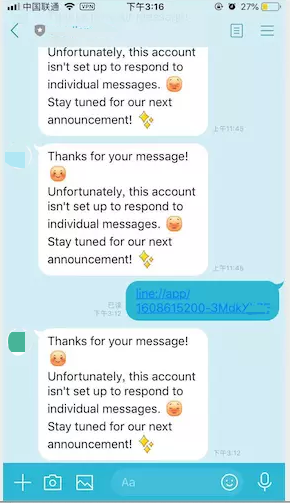 中国联通 VPN 下午3:16 27%
Unfortunately, this account
isn't set up to respond to
individual messages.
Stay tuned for our next
announcement!
上午11:45
Thanks for your message!
Unfortunately, this account
isn't set up to respond to
individual messages.
Stay tuned for our next
announcement!
上午11:45
line://app/
已读
下午3:12
Thanks for your message!
Unfortunately, this account
isn't set up to respond to
individual messages.
Stay tuned for our next
announcement!
下午3:12
Aa